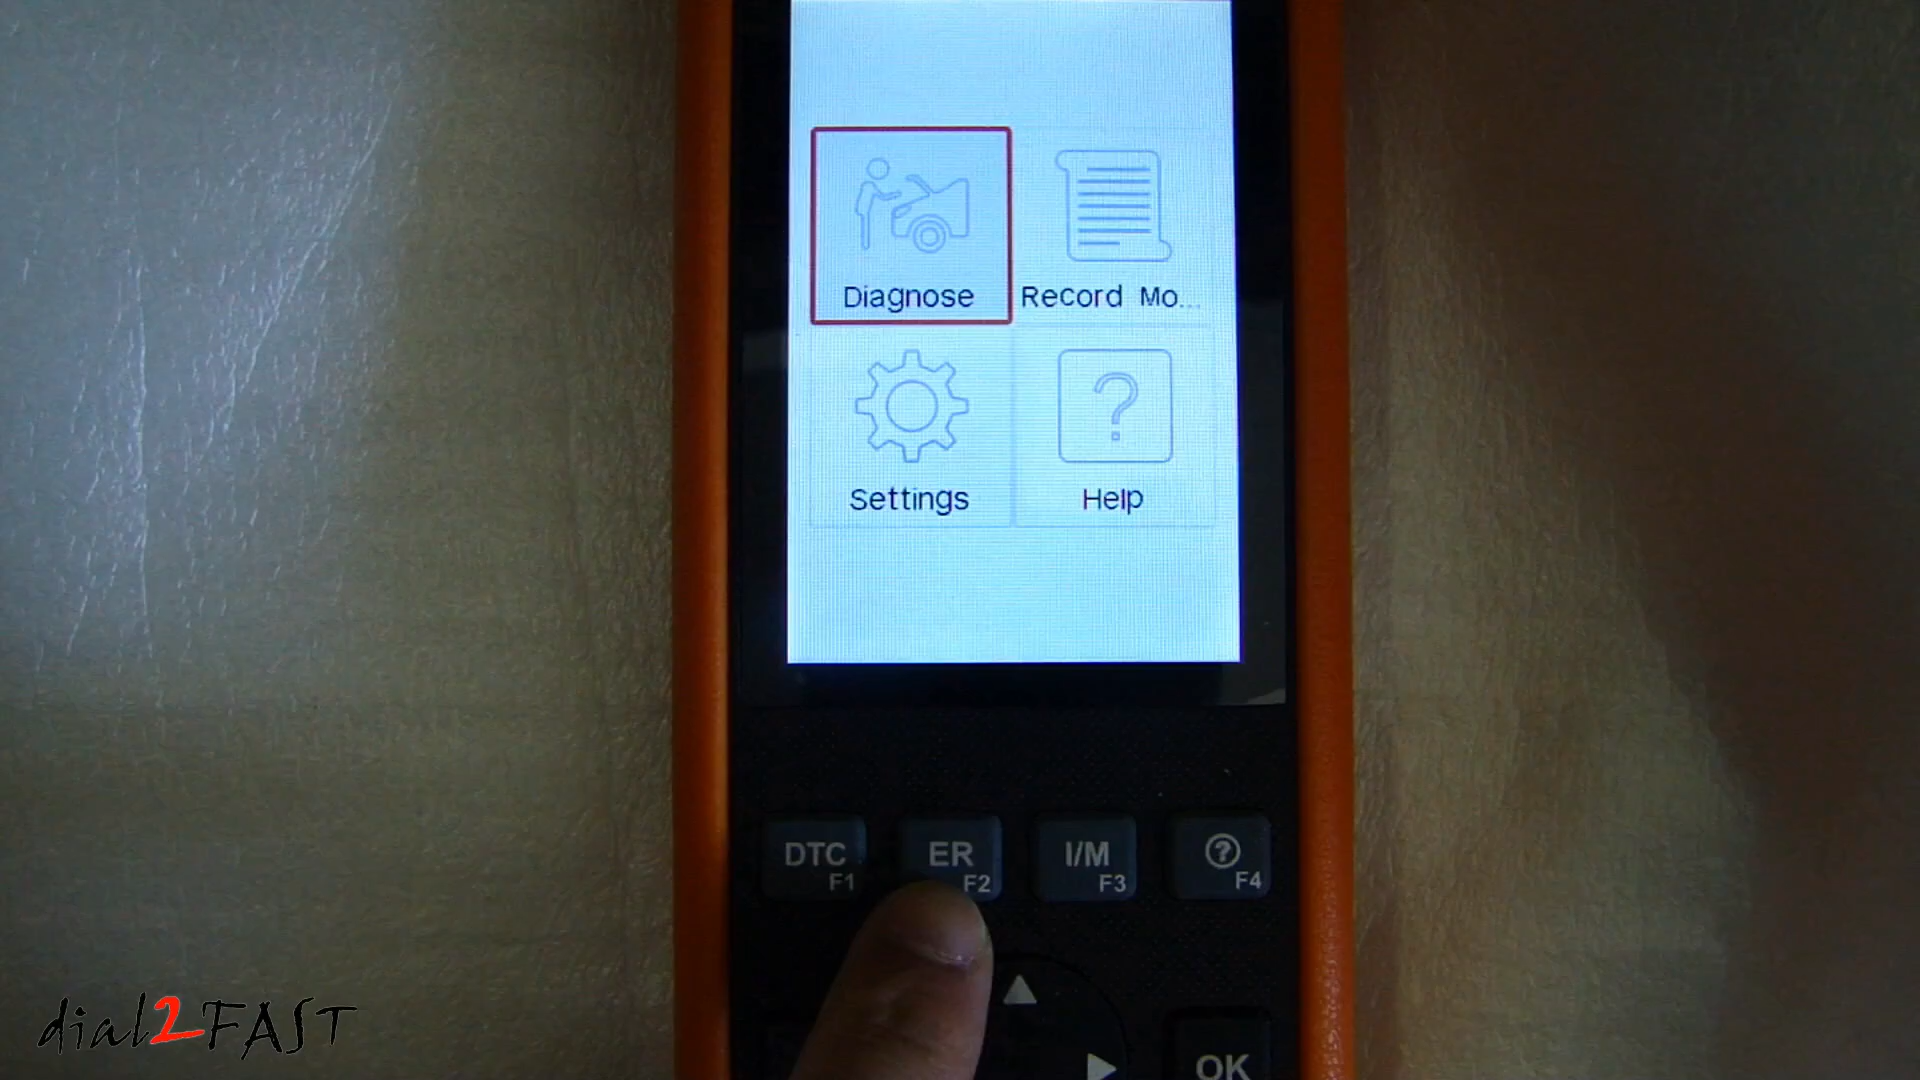 Diagnose
Record Mo...
Settings
Help
DTC
F1
ER
F2
I/M
F3
?
F4
OK
dial2FAST